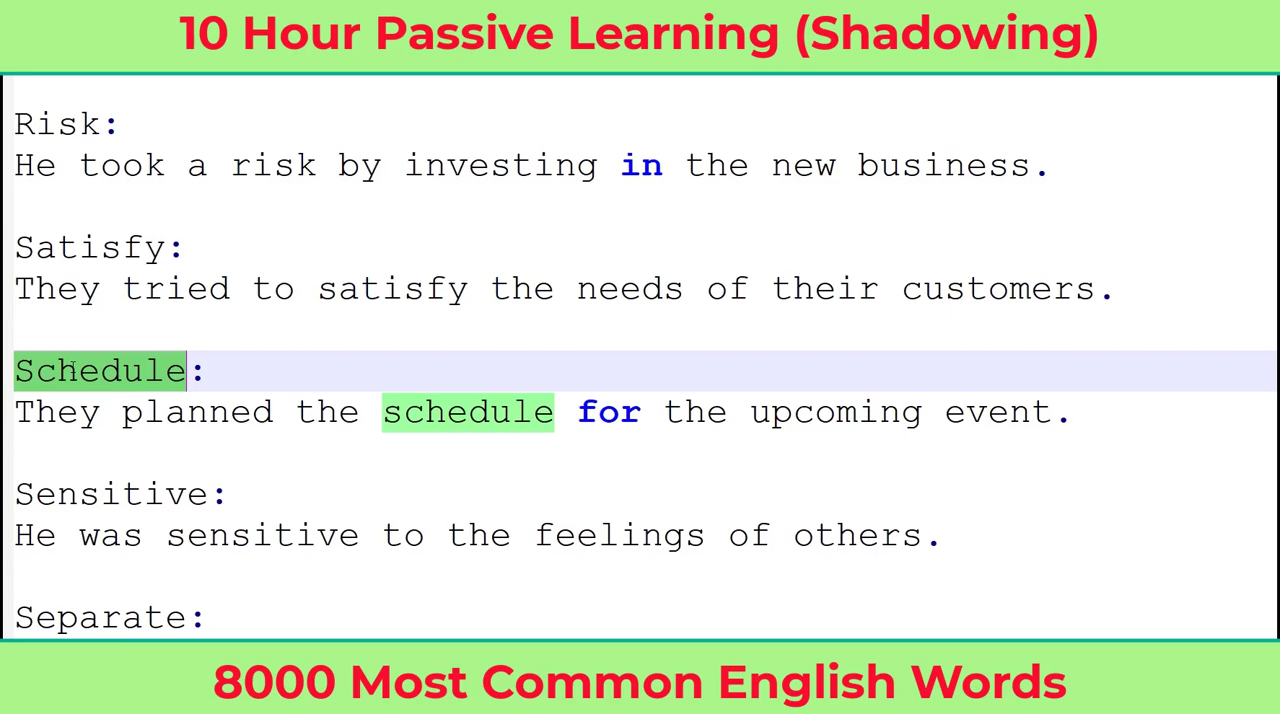 10 Hour Passive Learning (Shadowing)
Risk:
He took a risk by investing in the new business.
Satisfy:
They tried to satisfy the needs of their customers.
Schedule:
They planned the schedule for the upcoming event.
Sensitive:
He was sensitive to the feelings of others.
Separate:
8000 Most Common English Words